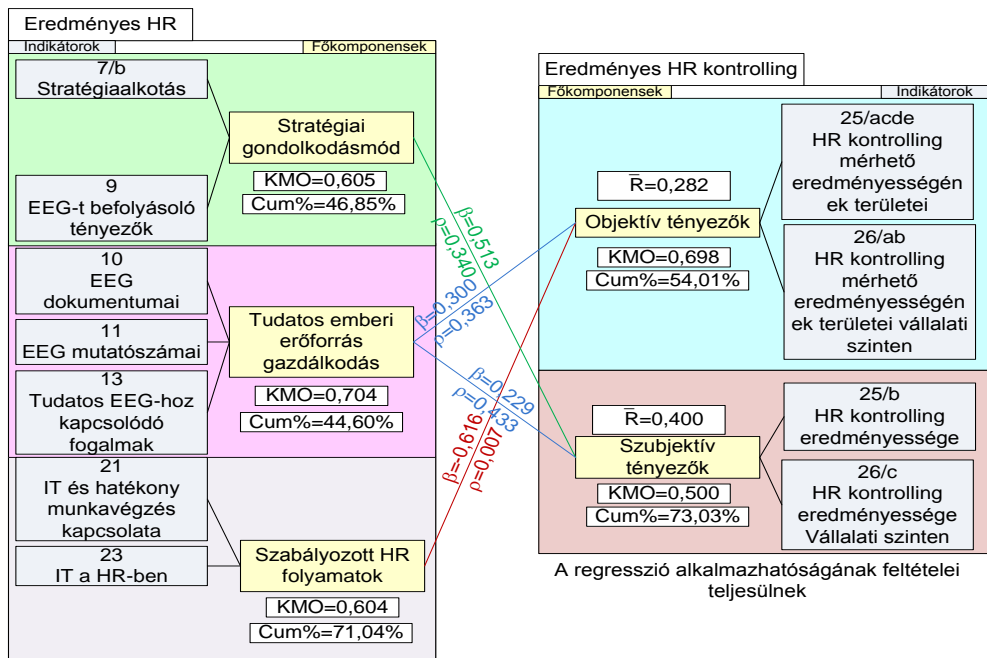 Eredményes HR
Indikátorok
Főkomponensek
7/b
Stratégiaalkotás
Stratégiai
gondolkodásmód
KMO=0,605
Cum%=46,85%
9
EEG-t befolyásoló
tényezők
10
EEG
dokumentumai
11
EEG mutatószámai
13
Tudatos EEG-hoz
kapcsolódó
fogalmak
Tudatos emberi
erőforrás
gazdálkodás
KMO=0,704
Cum%=44,60%
21
IT és hatékony
munkavégzés
kapcsolata
23
IT a HR-ben
Szabályozott HR
folyamatok
KMO=0,604
Cum%=71,04%
β=0,513
ρ=0,340
β=0,300
ρ=0,363
β=0,229
ρ=0,433
β=-0,616
ρ=0,007
Eredményes HR kontrolling
Főkomponensek
Indikátorok
R̅=0,282
Objektív tényezők
KMO=0,698
Cum%=54,01%
25/acde
HR kontrolling
mérhető
eredményességén
ek területei
26/ab
HR kontrolling
mérhető
eredményességén
ek területei vállalati
szinten
R̅=0,400
Szubjektív
tényezők
KMO=0,500
Cum%=73,03%
25/b
HR kontrolling
eredményessége
26/c
HR kontrolling
eredményessége
Vállalati szinten
A regresszió alkalmazhatóságának feltételei
teljesülnek